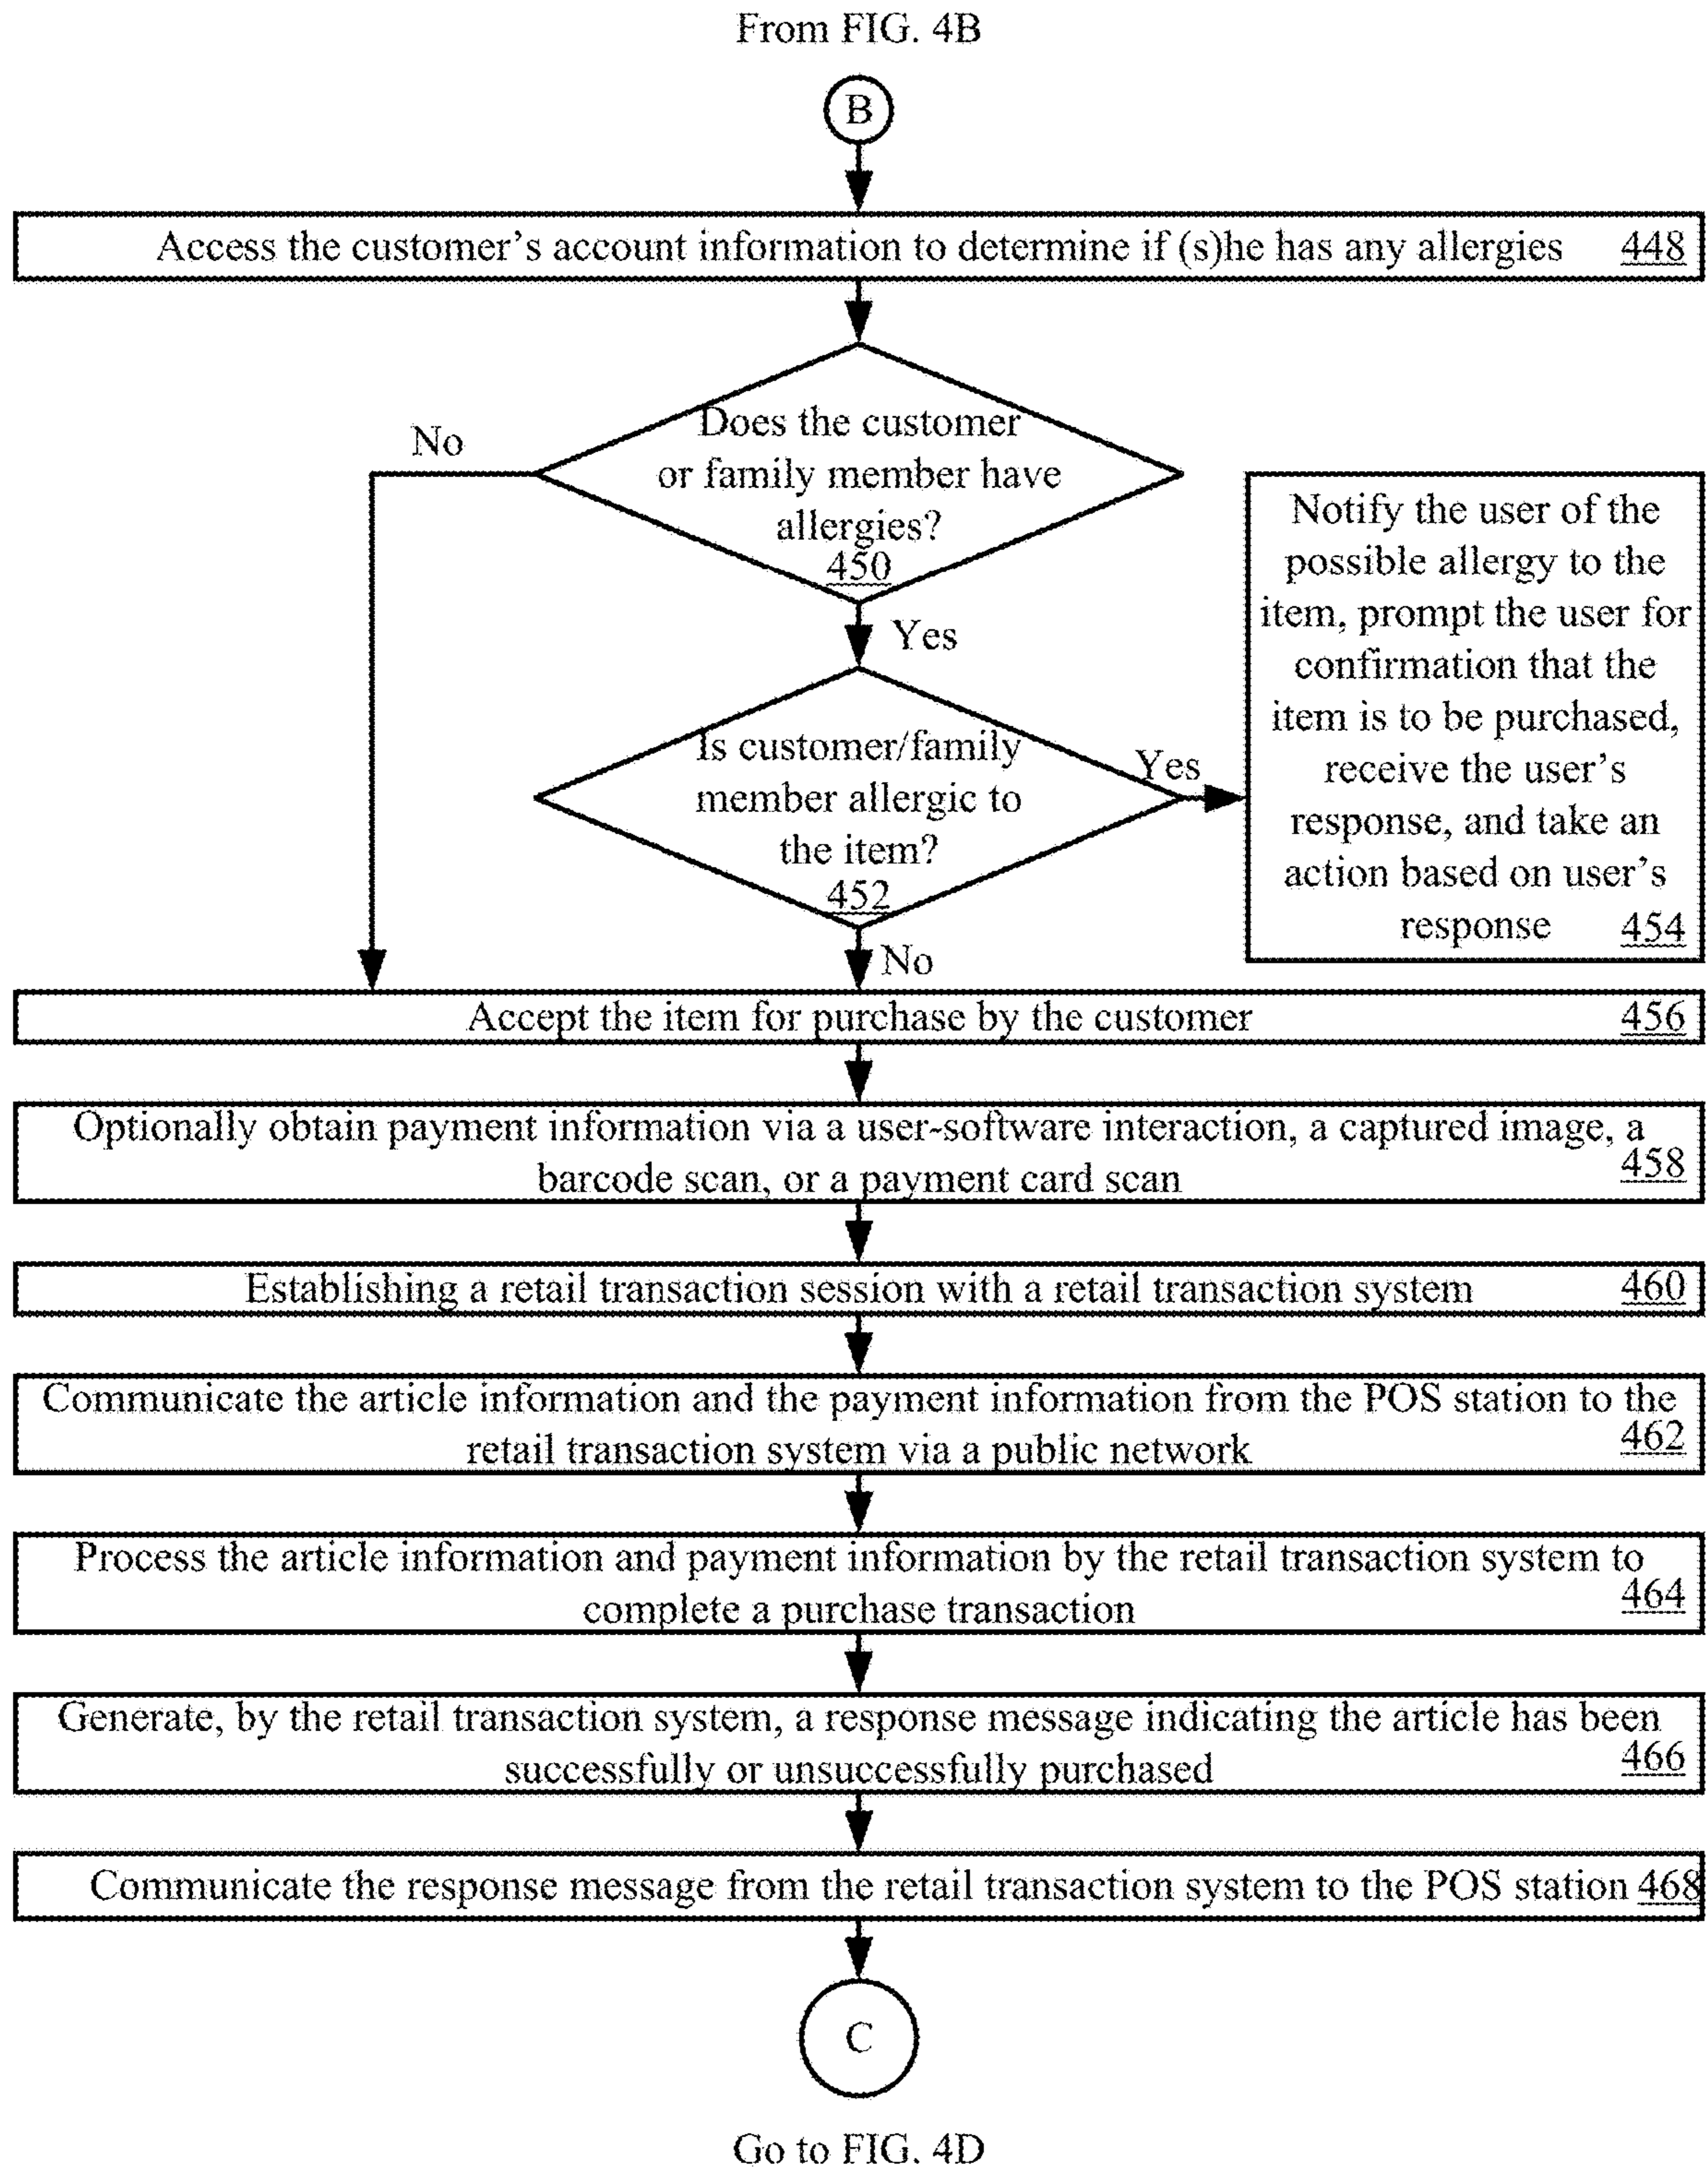 From FIG. 4B
B
Access the customer's account information to determine if (s)he has any allergies 448
Does the customer
or family member have
allergies?
450
No
Yes
Is customer/family
member allergic to
the item?
452
Yes
No
Notify the user of the
possible allergy to the
item, prompt the user for
confirmation that the
item is to be purchased,
receive the user's
response, and take an
action based on user's
response 454
Accept the item for purchase by the customer 456
Optionally obtain payment information via a user-software interaction, a captured image, a
barcode scan, or a payment card scan 458
Establishing a retail transaction session with a retail transaction system 460
Communicate the article information and the payment information from the POS station to the
retail transaction system via a public network 462
Process the article information and payment information by the retail transaction system to
complete a purchase transaction 464
Generate, by the retail transaction system, a response message indicating the article has been
successfully or unsuccessfully purchased 466
Communicate the response message from the retail transaction system to the POS station 468
C
Go to FIG. 4D